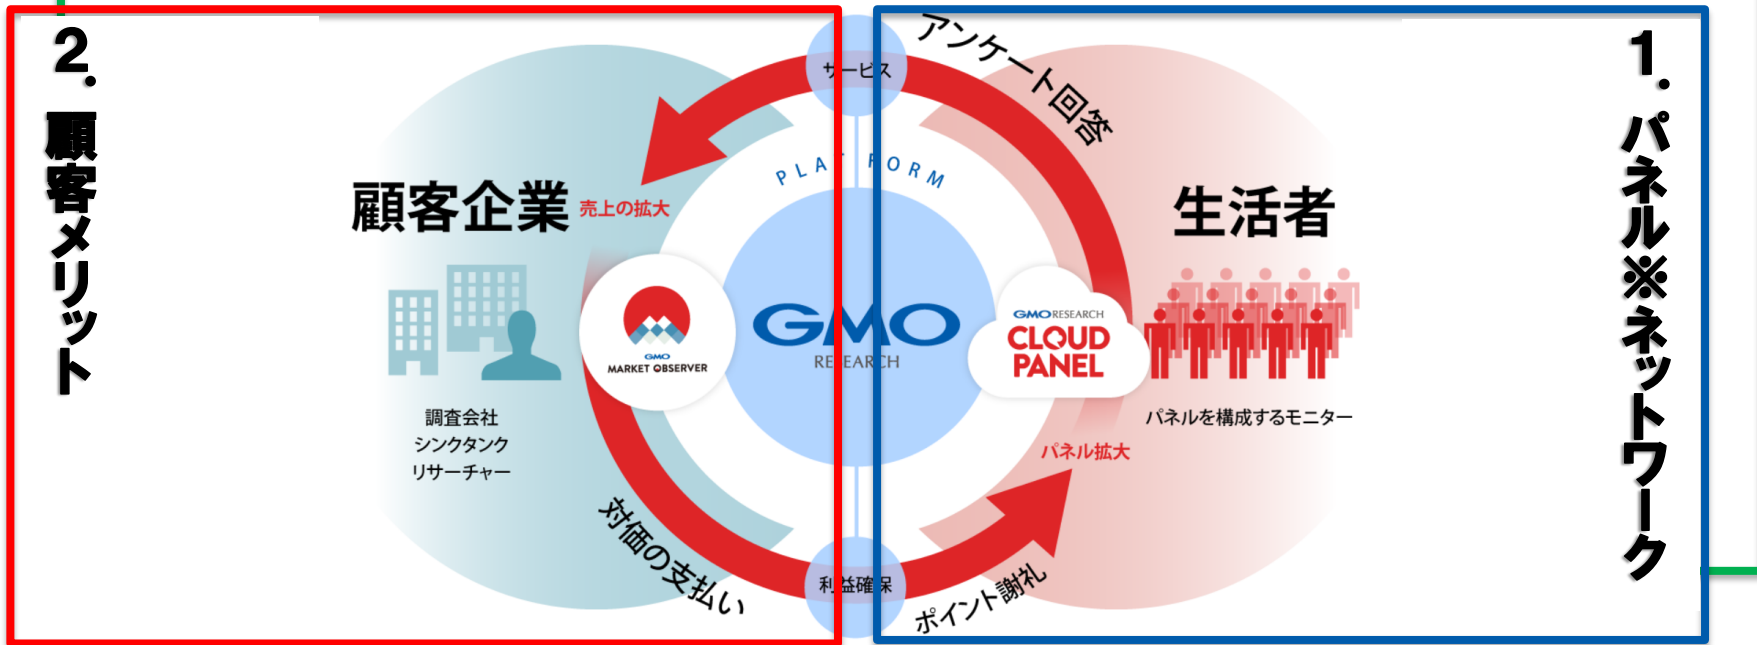 2．顧客メリット
1．パネル※ネットワーク
サービス
アンケート回答
PLATFORM
顧客企業
売上の拡大
生活者
GMO
RESEARCH
GMO
MARKET OBSERVER
GMO RESEARCH
CLOUD
PANEL
調査会社
シンクタンク
リサーチャー
パネルを構成するモニター
パネル拡大
対価の支払い
利益確保
ポイント謝礼